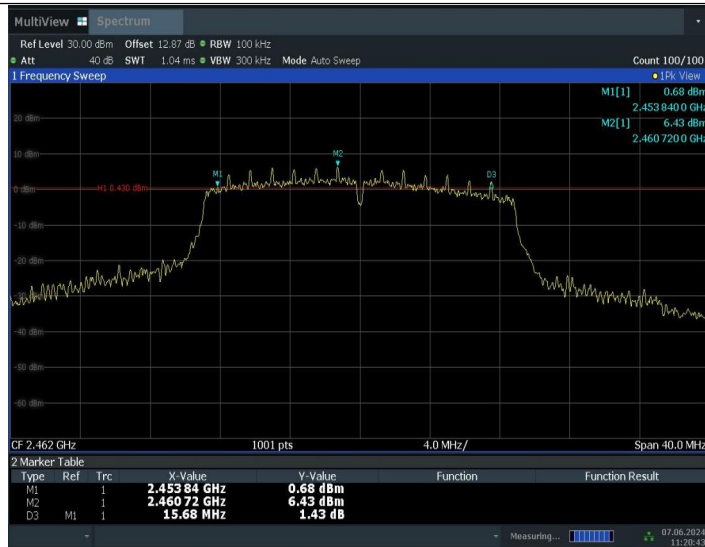 MultiView Spectrum
Ref Level 30.00 dBm Offset 12.87 dB RBW 100 kHz
Att 40 dB SWT 1.04 ms VBW 300 kHz Mode Auto Sweep Count 100/100
1 Frequency Sweep 1Pk View
M1[1] 0.68 dBm
2.453 840 0 GHz
M2[1] 6.43 dBm
2.460 720 0 GHz
20 dBm
10 dBm
M2
M1
D3
0 dBm
H1 0.430 dBm
-10 dBm
-20 dBm
-30 dBm
-40 dBm
-50 dBm
-60 dBm
CF 2.462 GHz 1001 pts 4.0 MHz/ Span 40.0 MHz
2 Marker Table
Type Ref Trc X-Value Y-Value Function Function Result
M1 1 2.453 84 GHz 0.68 dBm
M2 1 2.460 72 GHz 6.43 dBm
D3 M1 1 15.68 MHz 1.43 dB
Measuring... 07.06.2024
11:20:43